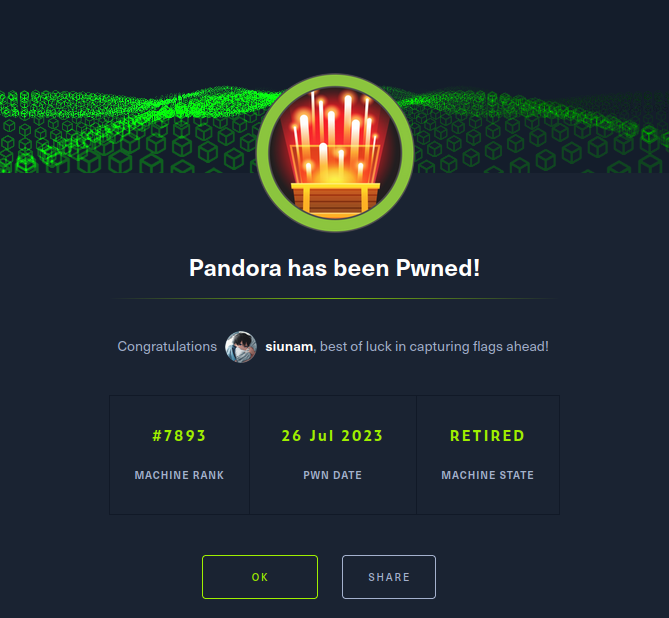 Pandora has been Pwned!
Congratulations siunam, best of luck in capturing flags ahead!
#7893 26 Jul 2023 RETIRED
MACHINE RANK PWN DATE MACHINE STATE
OK SHARE